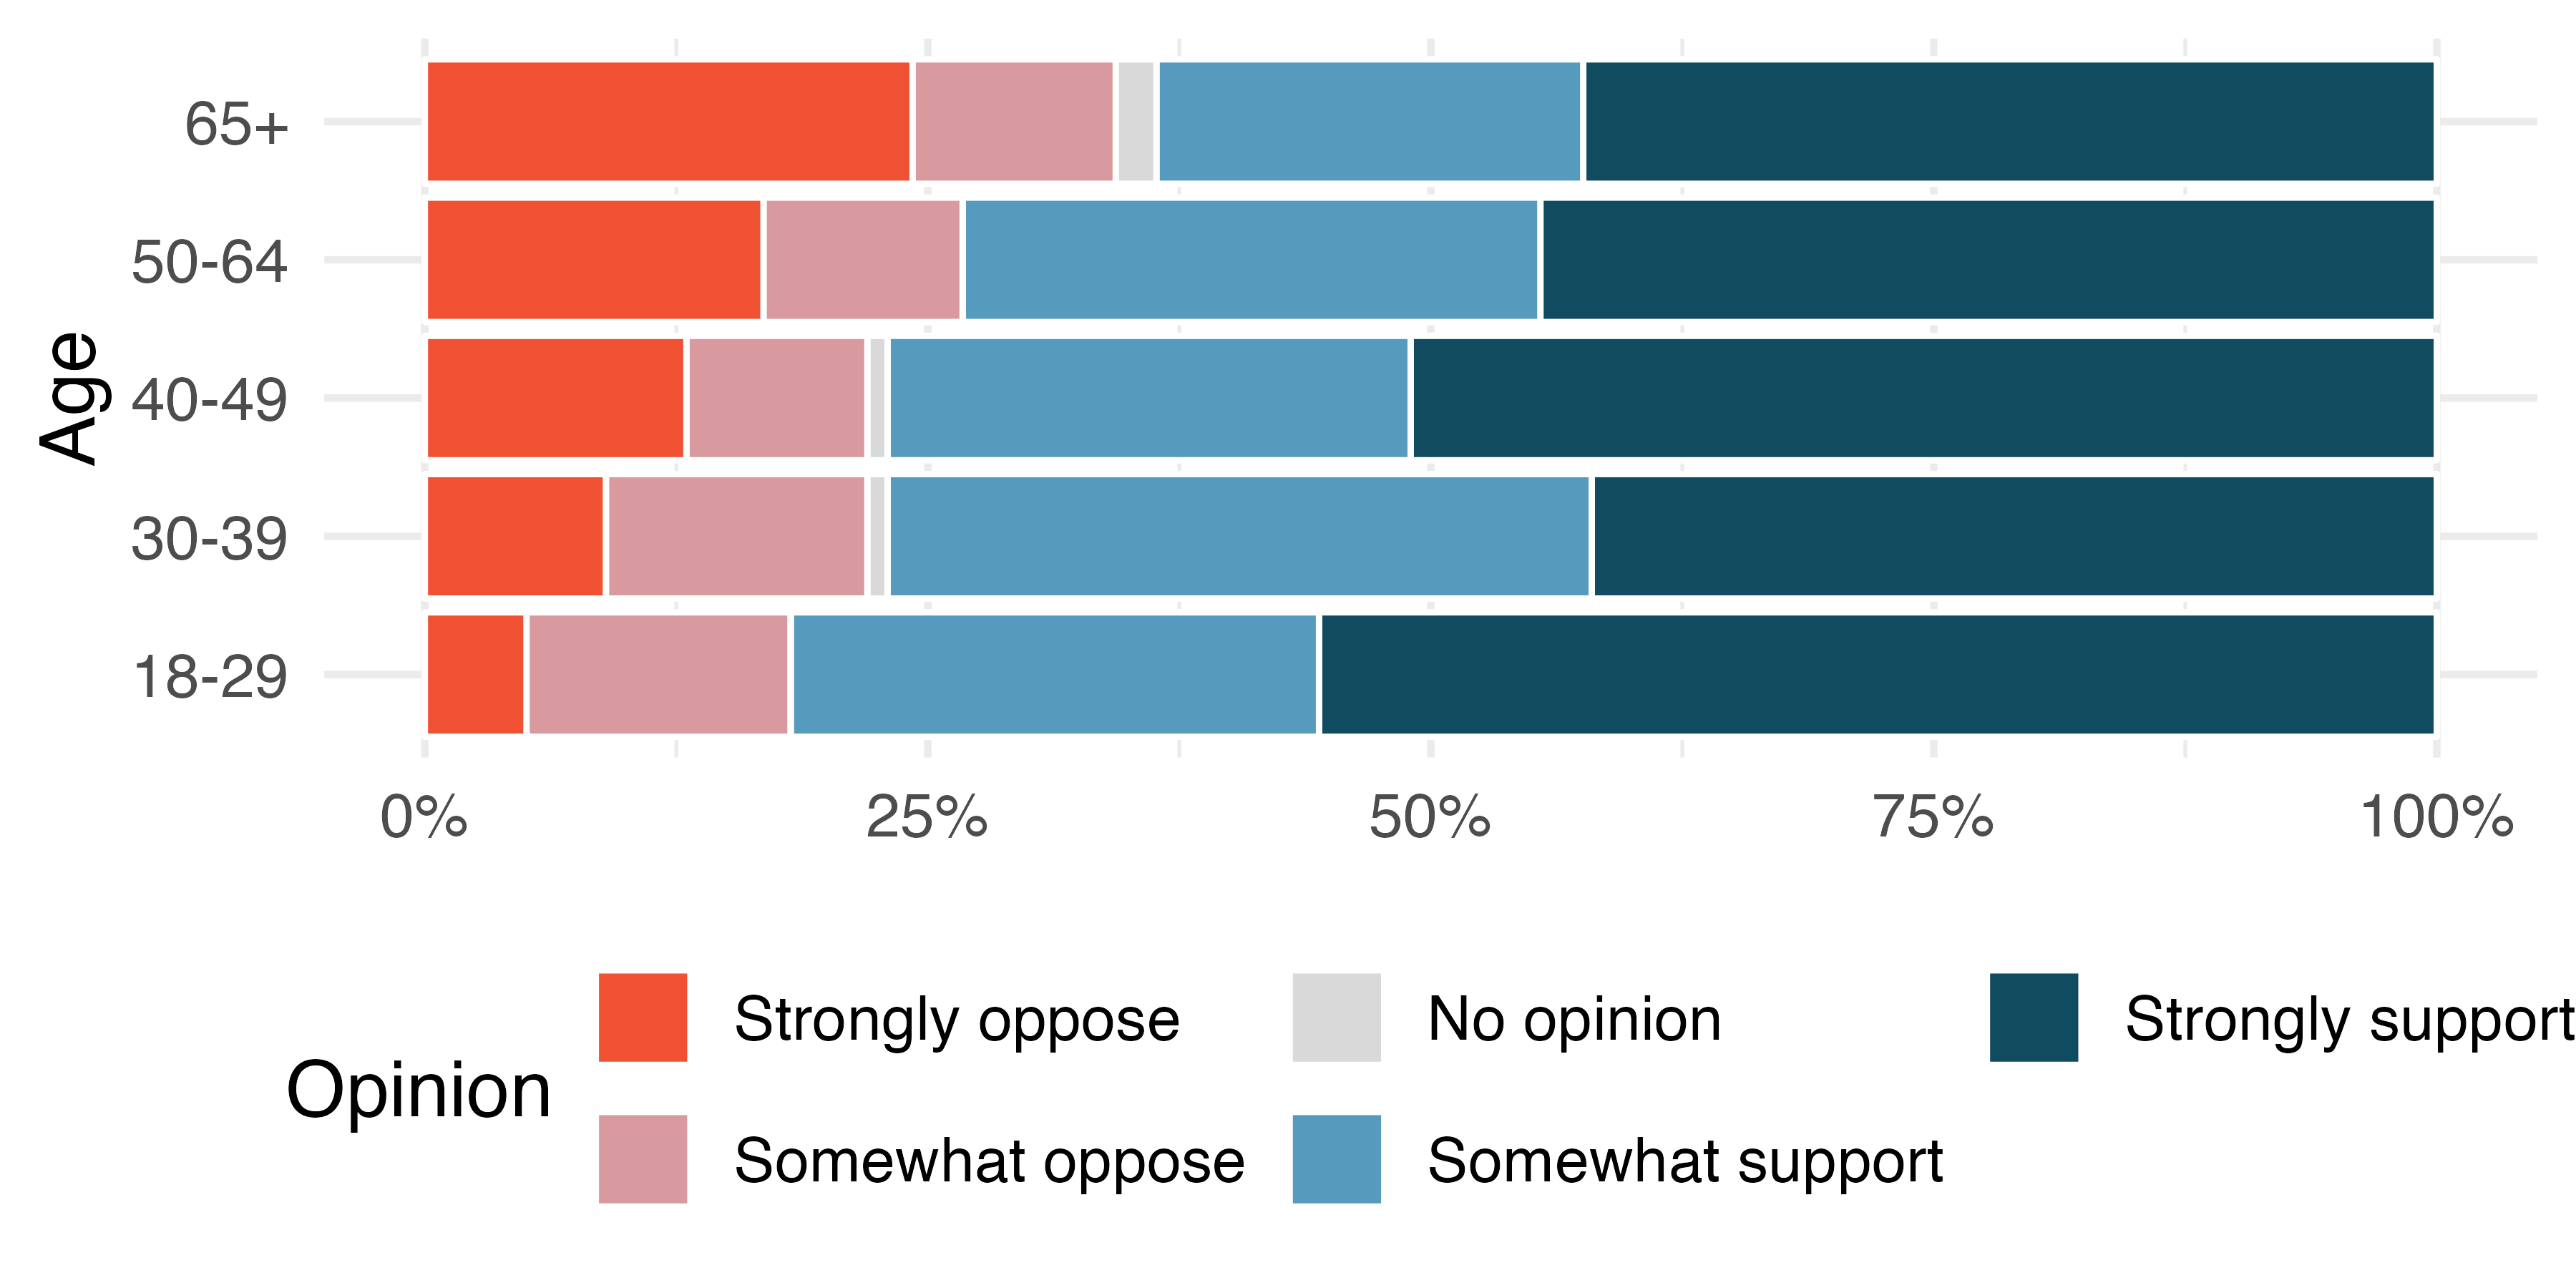 Age
65+
50-64
40-49
30-39
18-29
0% 25% 50% 75% 100%
Opinion
Strongly oppose No opinion Strongly support
Somewhat oppose Somewhat support